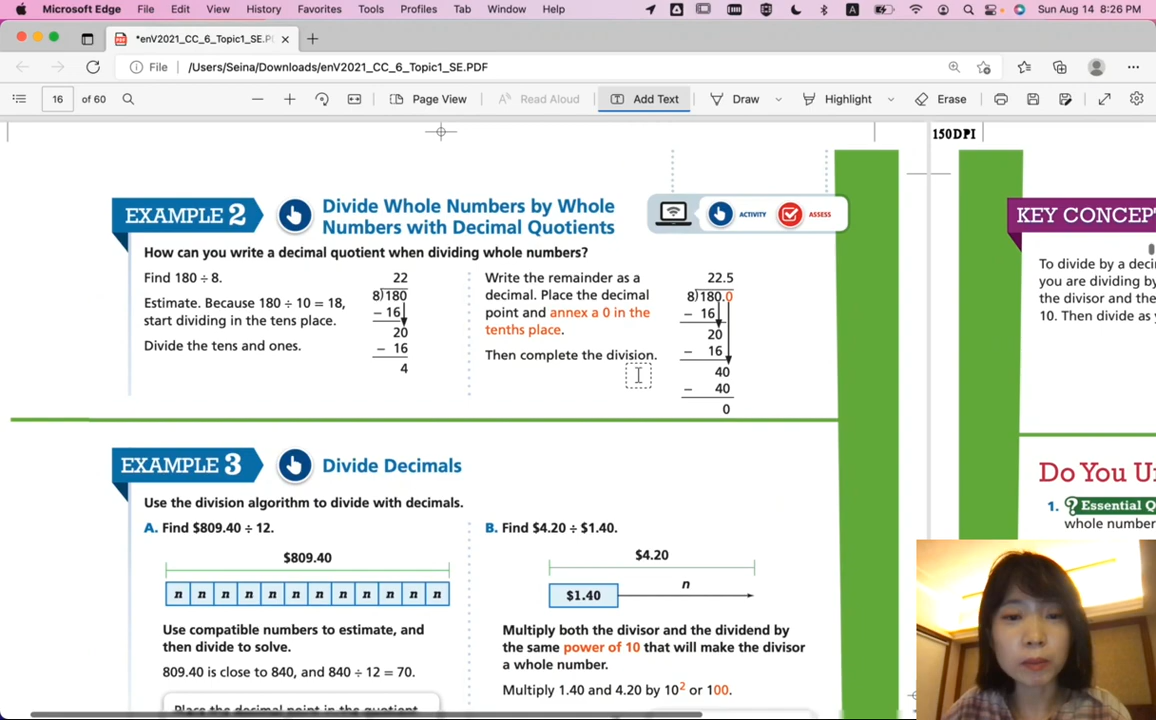 Microsoft Edge File Edit View History Favorites Tools Profiles Tab Window Help A Sun Aug 14 8:26 PM
*enV2021_CC_6_Topic1_SE.P
File | /Users/Seina/Downloads/enV2021_CC_6_Topic1_SE.PDF
16 of 60 Page View Read Aloud Add Text Draw Highlight Erase
150DPI
EXAMPLE 2
Divide Whole Numbers by Whole
Numbers with Decimal Quotients
ACTIVITY ASSESS
How can you write a decimal quotient when dividing whole numbers?
Find 180 ÷ 8.
Estimate. Because 180 ÷ 10 = 18,
start dividing in the tens place.
Divide the tens and ones.
22
8)180
− 16
20
− 16
4
Write the remainder as a
decimal. Place the decimal
point and annex a 0 in the
tenths place.
Then complete the division.
22.5
8)180.0
− 16
20
− 16
40
− 40
0
EXAMPLE 3
Divide Decimals
Use the division algorithm to divide with decimals.
A. Find $809.40 ÷ 12.
$809.40
n n n n n n n n n n n n
Use compatible numbers to estimate, and
then divide to solve.
809.40 is close to 840, and 840 ÷ 12 = 70.
Place the decimal point in the quotient
B. Find $4.20 ÷ $1.40.
$4.20
n
$1.40
Multiply both the divisor and the dividend by
the same power of 10 that will make the divisor
a whole number.
Multiply 1.40 and 4.20 by 10² or 100.
KEY CONCEPT
To divide by a deci
you are dividing by
the divisor and the
10. Then divide as
Do You U
1. ? Essential Q
whole number